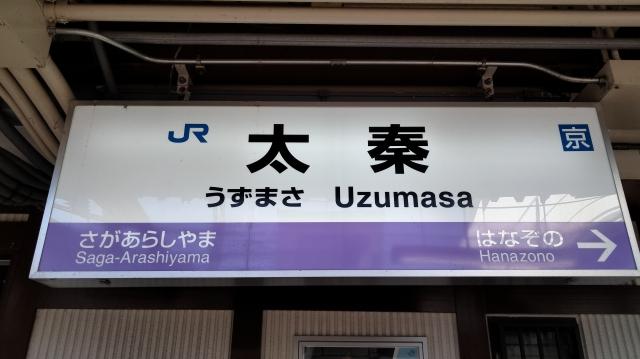 JR 太秦 京
うずまさ Uzumasa
さがあらしやま はなぞの →
Saga-Arashiyama Hanazono